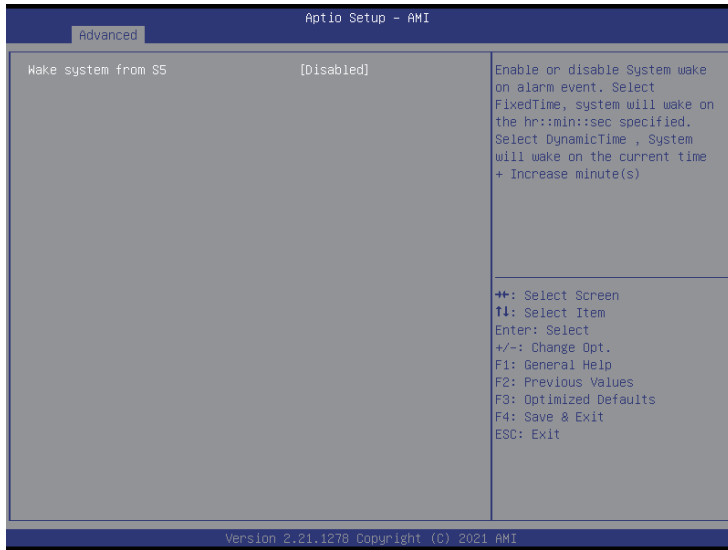 Aptio Setup – AMI
Advanced
Wake system from S5 [Disabled]
Enable or disable System wake
on alarm event. Select
FixedTime, system will wake on
the hr::min::sec specified.
Select DynamicTime , System
will wake on the current time
+ Increase minute(s)
→←: Select Screen
↑↓: Select Item
Enter: Select
+/-: Change Opt.
F1: General Help
F2: Previous Values
F3: Optimized Defaults
F4: Save & Exit
ESC: Exit
Version 2.21.1278 Copyright (C) 2021 AMI